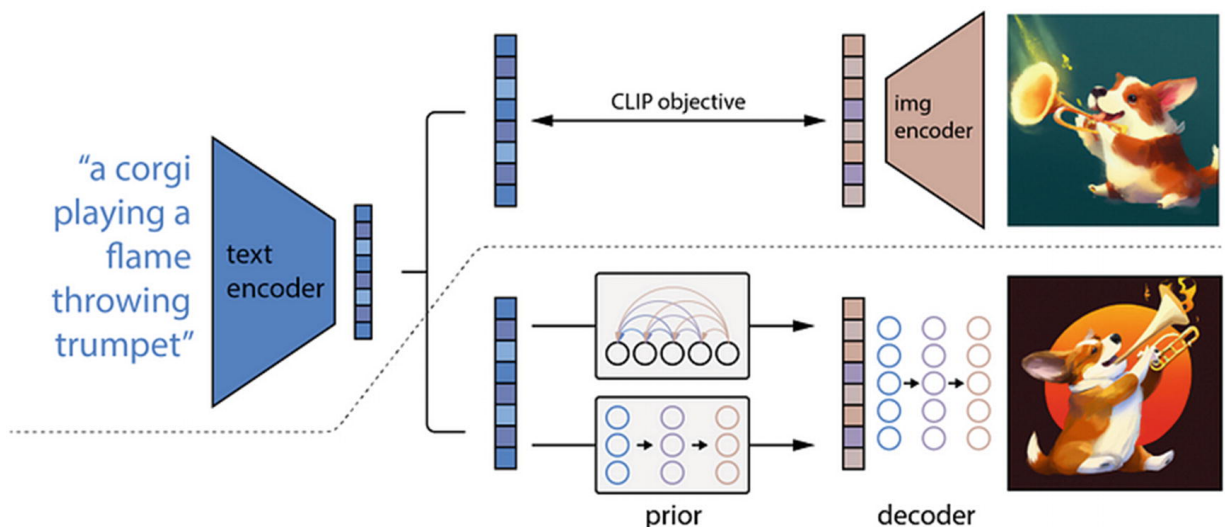 “a corgi
playing a
flame
throwing
trumpet”
text
encoder
CLIP objective
img
encoder
prior
decoder